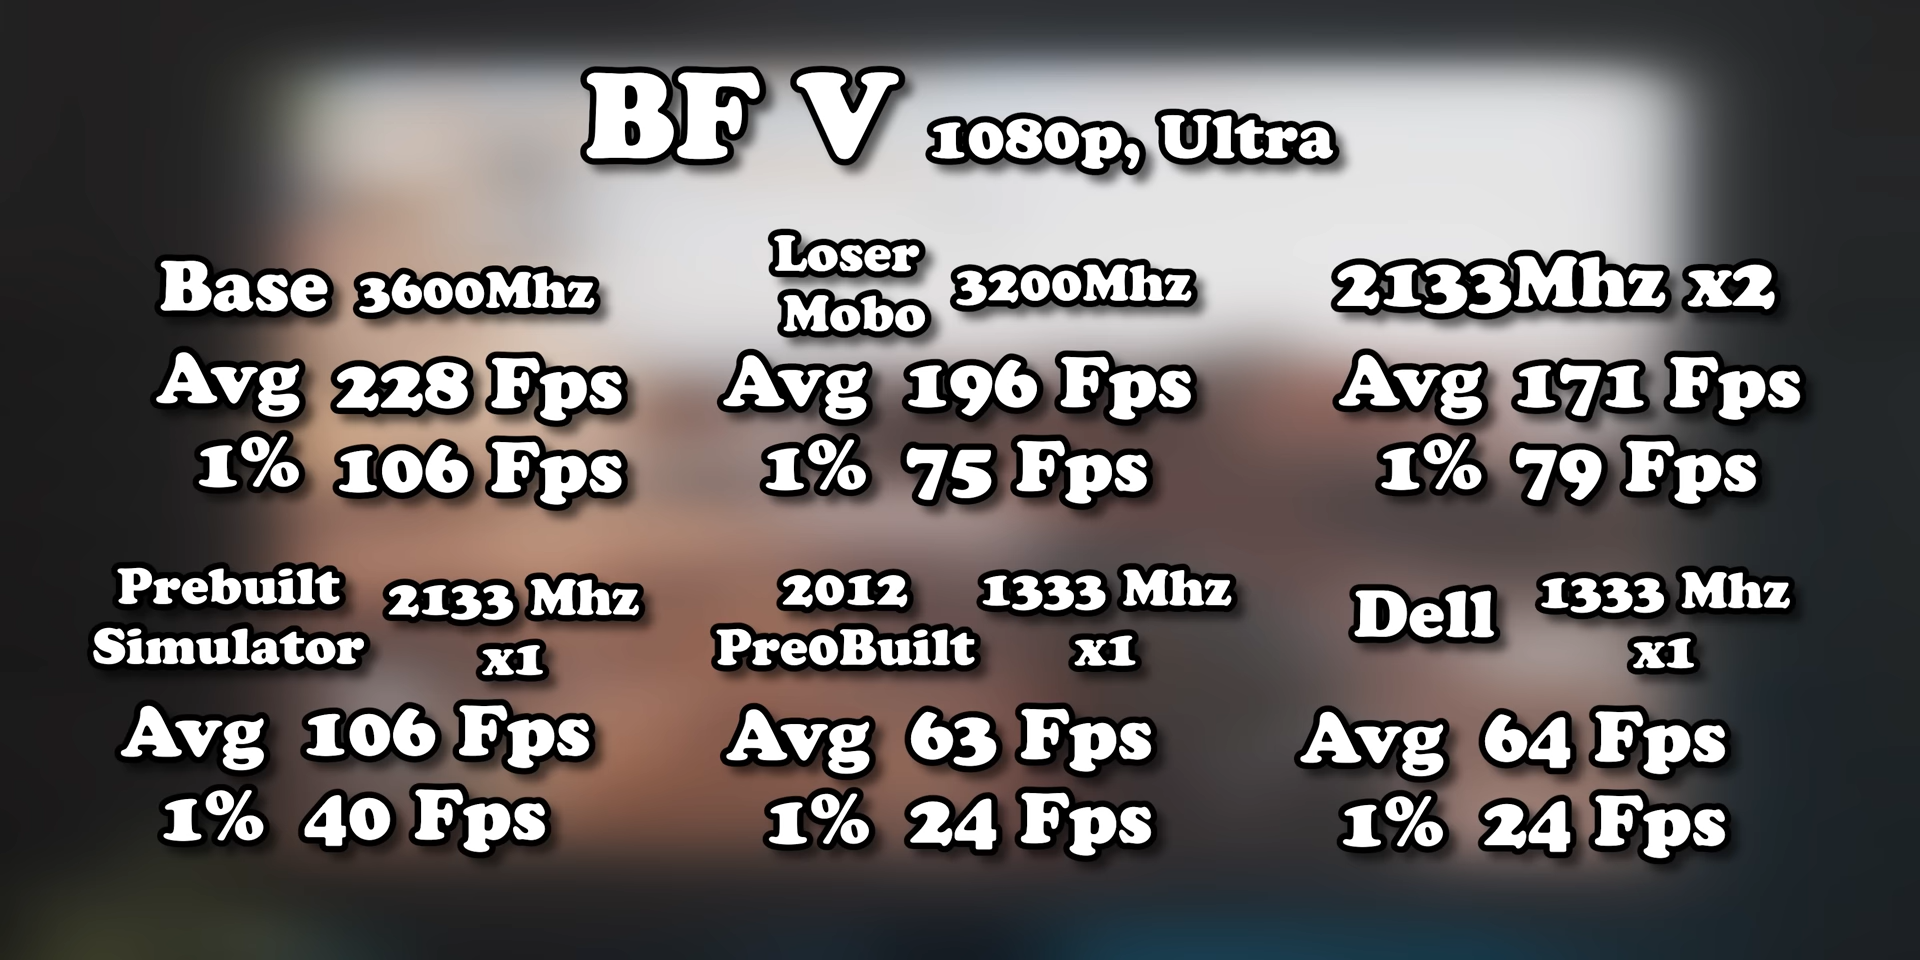 BF V 1080p, Ultra
Base 3600Mhz
Avg 228 Fps
1% 106 Fps
Loser
Mobo
3200Mhz
Avg 196 Fps
1% 75 Fps
2133Mhz x2
Avg 171 Fps
1% 79 Fps
Prebuilt
Simulator
2133 Mhz
x1
Avg 106 Fps
1% 40 Fps
2012
Pre0Built
1333 Mhz
x1
Avg 63 Fps
1% 24 Fps
Dell
1333 Mhz
x1
Avg 64 Fps
1% 24 Fps